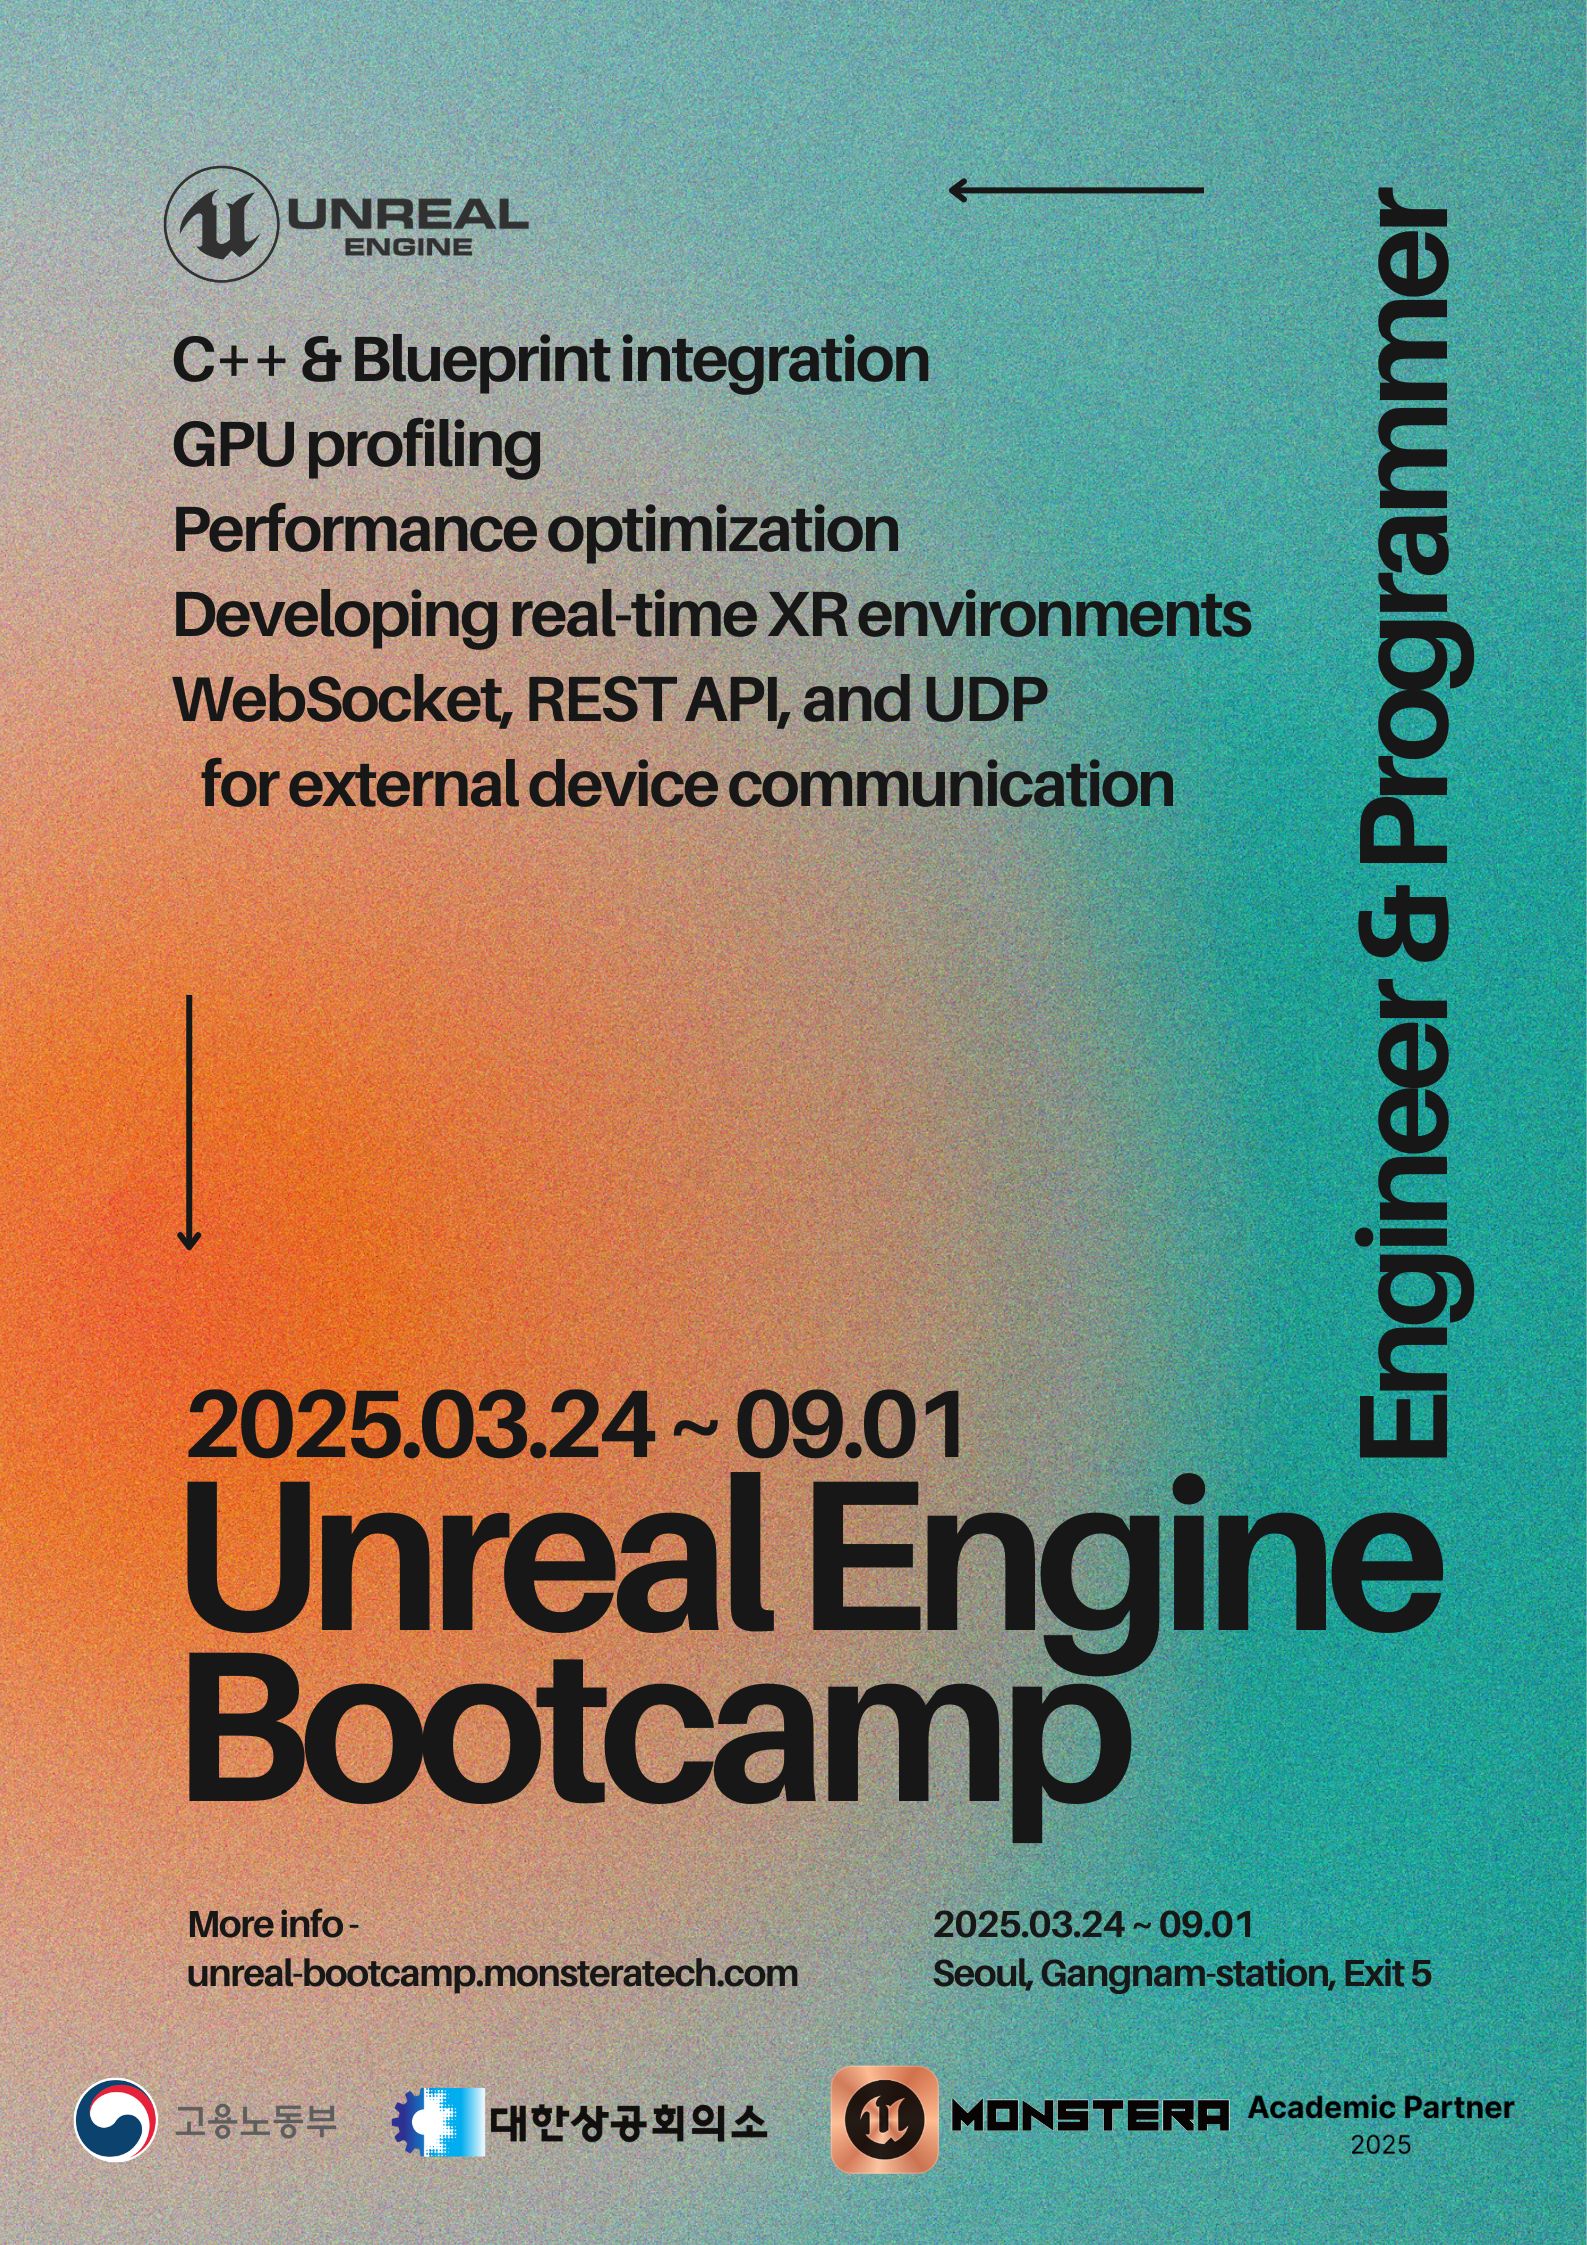 UNREAL
ENGINE
C++ & Blueprint integration
GPU profiling
Performance optimization
Developing real-time XR environments
WebSocket, REST API, and UDP
for external device communication
Engineer & Programmer
2025.03.24 ~ 09.01
Unreal Engine
Bootcamp
More info -
unreal-bootcamp.monsteratech.com
2025.03.24 ~ 09.01
Seoul, Gangnam-station, Exit 5
고용노동부
대한상공회의소
MONSTERA
Academic Partner
2025